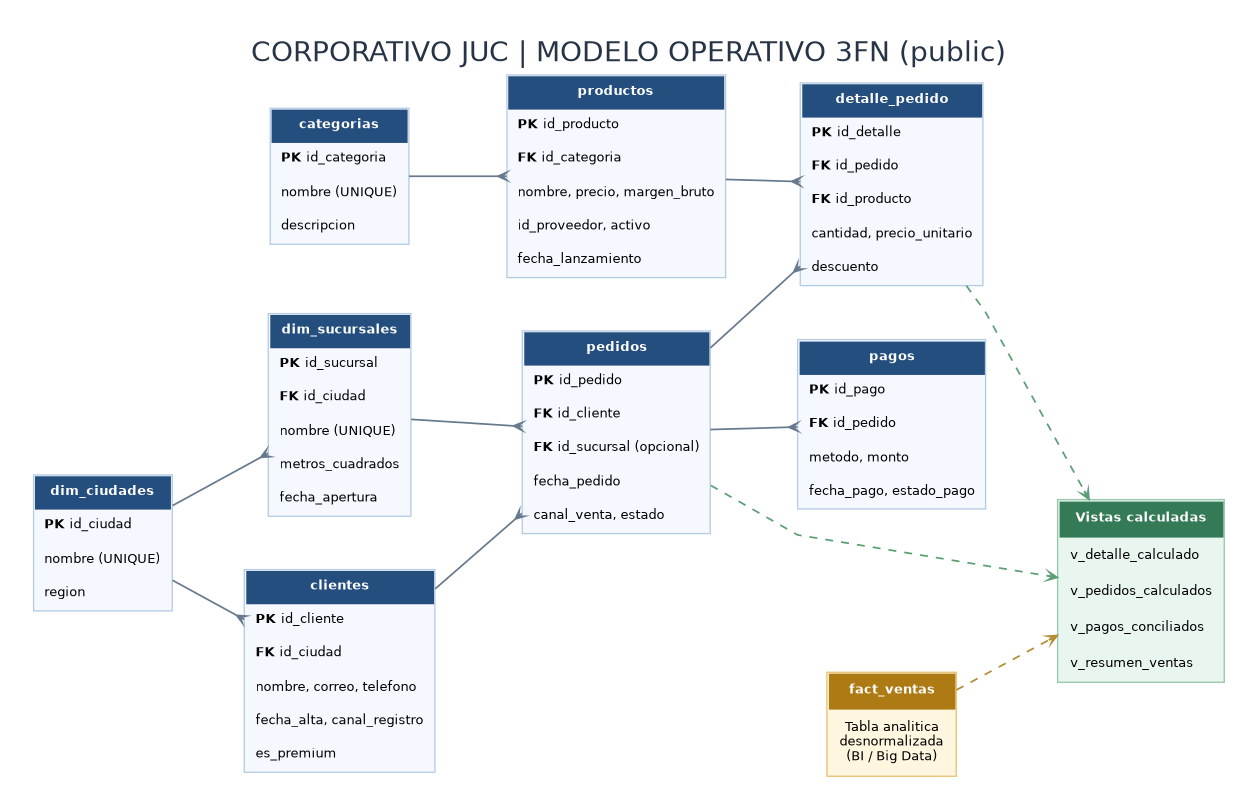 CORPORATIVO JUC | MODELO OPERATIVO 3FN (public)
categorias
PK id_categoria
nombre (UNIQUE)
descripcion
productos
PK id_producto
FK id_categoria
nombre, precio, margen_bruto
id_proveedor, activo
fecha_lanzamiento
detalle_pedido
PK id_detalle
FK id_pedido
FK id_producto
cantidad, precio_unitario
descuento
dim_sucursales
PK id_sucursal
FK id_ciudad
nombre (UNIQUE)
metros_cuadrados
fecha_apertura
pedidos
PK id_pedido
FK id_cliente
FK id_sucursal (opcional)
fecha_pedido
canal_venta, estado
pagos
PK id_pago
FK id_pedido
metodo, monto
fecha_pago, estado_pago
dim_ciudades
PK id_ciudad
nombre (UNIQUE)
region
clientes
PK id_cliente
FK id_ciudad
nombre, correo, telefono
fecha_alta, canal_registro
es_premium
Vistas calculadas
v_detalle_calculado
v_pedidos_calculados
v_pagos_conciliados
v_resumen_ventas
fact_ventas
Tabla analitica
desnormalizada
(BI / Big Data)